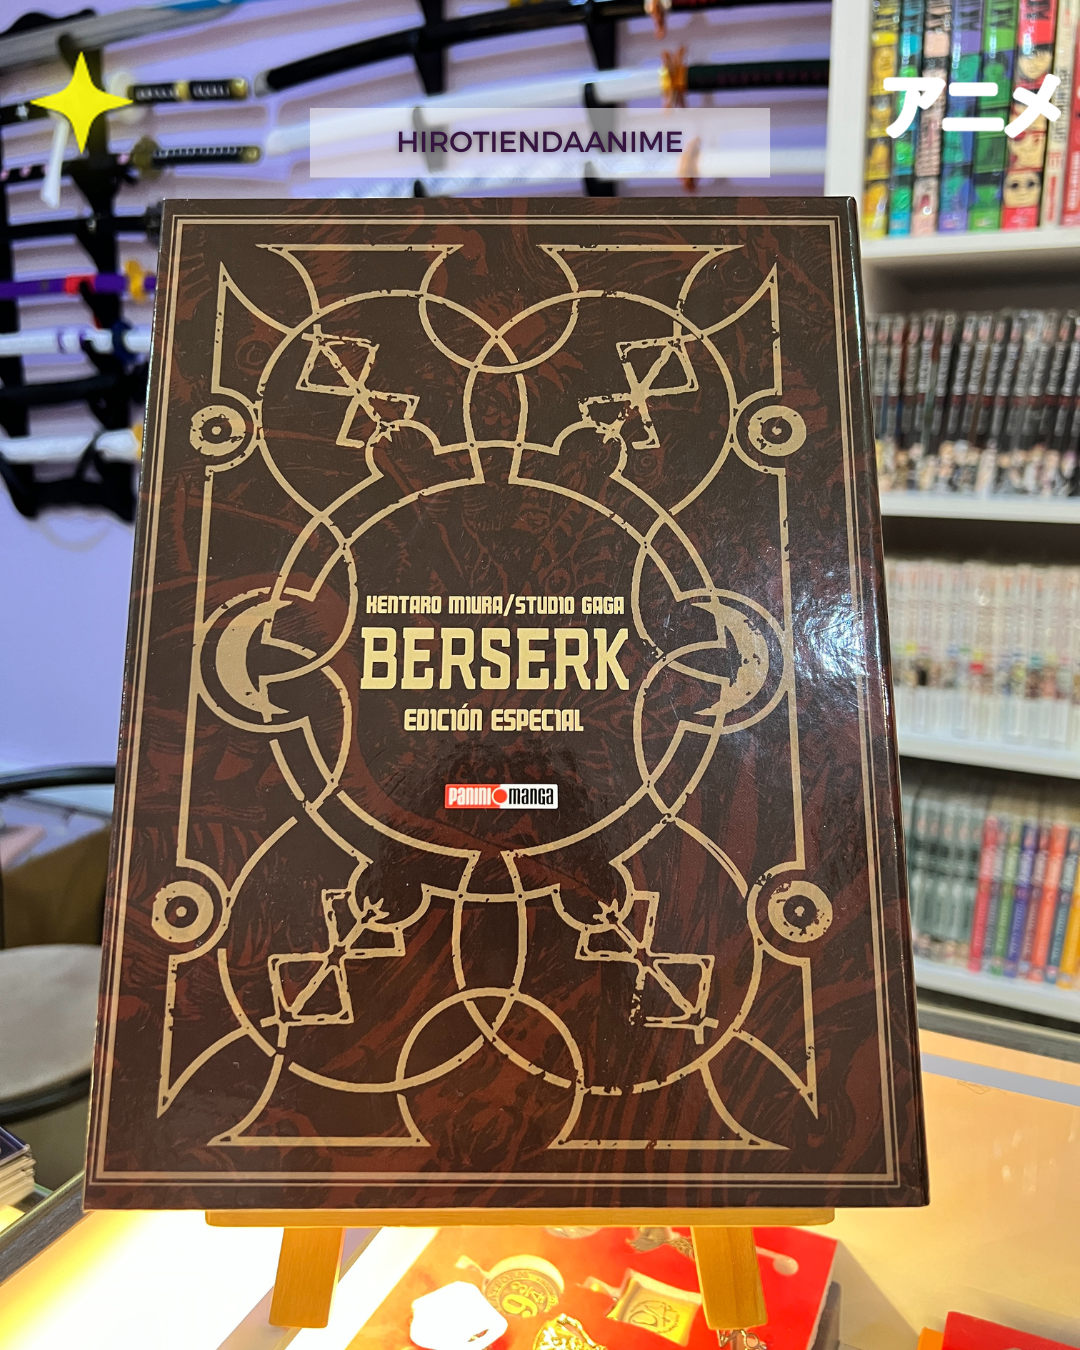 HIROTIENDAANIME
アニメ
KENTARO MIURA/STUDIO GAGA
BERSERK
EDICIÓN ESPECIAL
PANINI MANGA